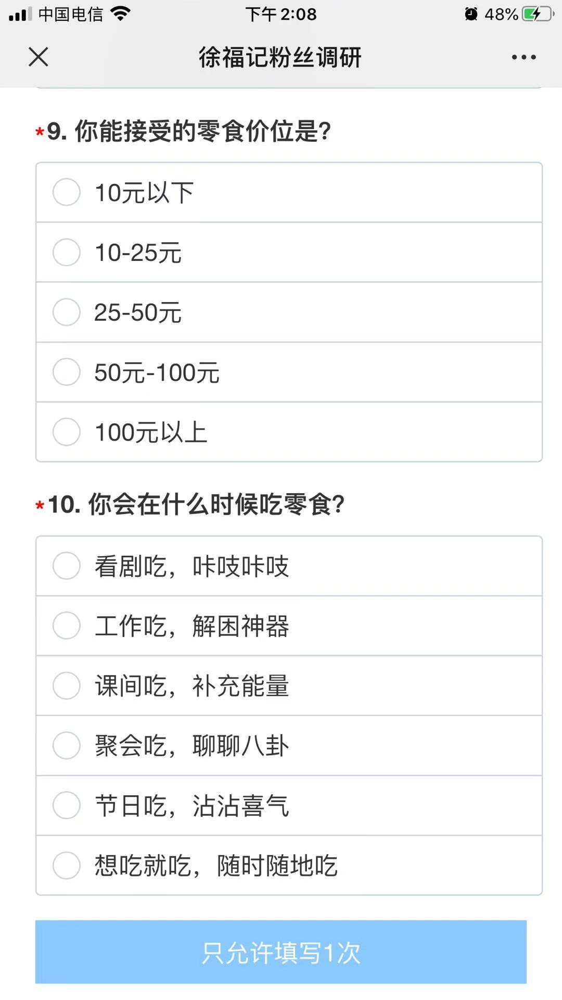 中国电信 下午2:08 48%
徐福记粉丝调研
*9. 你能接受的零食价位是?
10元以下
10-25元
25-50元
50元-100元
100元以上
*10. 你会在什么时候吃零食?
看剧吃，咔吱咔吱
工作吃，解困神器
课间吃，补充能量
聚会吃，聊聊八卦
节日吃，沾沾喜气
想吃就吃，随时随地吃
只允许填写1次